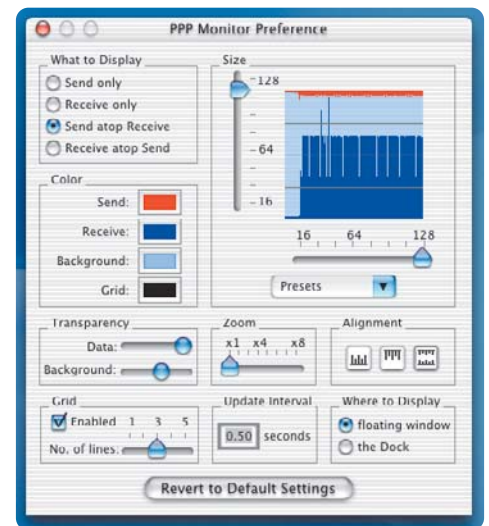 PPP Monitor Preference
What to Display
Send only
Receive only
Send atop Receive
Receive atop Send
Size
128
64
16
16 64 128
Presets
Color
Send:
Receive:
Background:
Grid:
Transparency
Data:
Background:
Zoom
x1 x4 x8
Alignment
Grid
Enabled 1 3 5
No. of lines:
Update Interval
0.50 seconds
Where to Display
floating window
the Dock
Revert to Default Settings